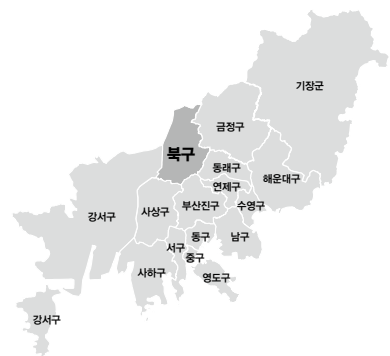 기장군
금정구
북구
동래구
해운대구
연제구
부산진구
수영구
사상구
강서구
동구
남구
서구
중구
사하구
영도구
강서구